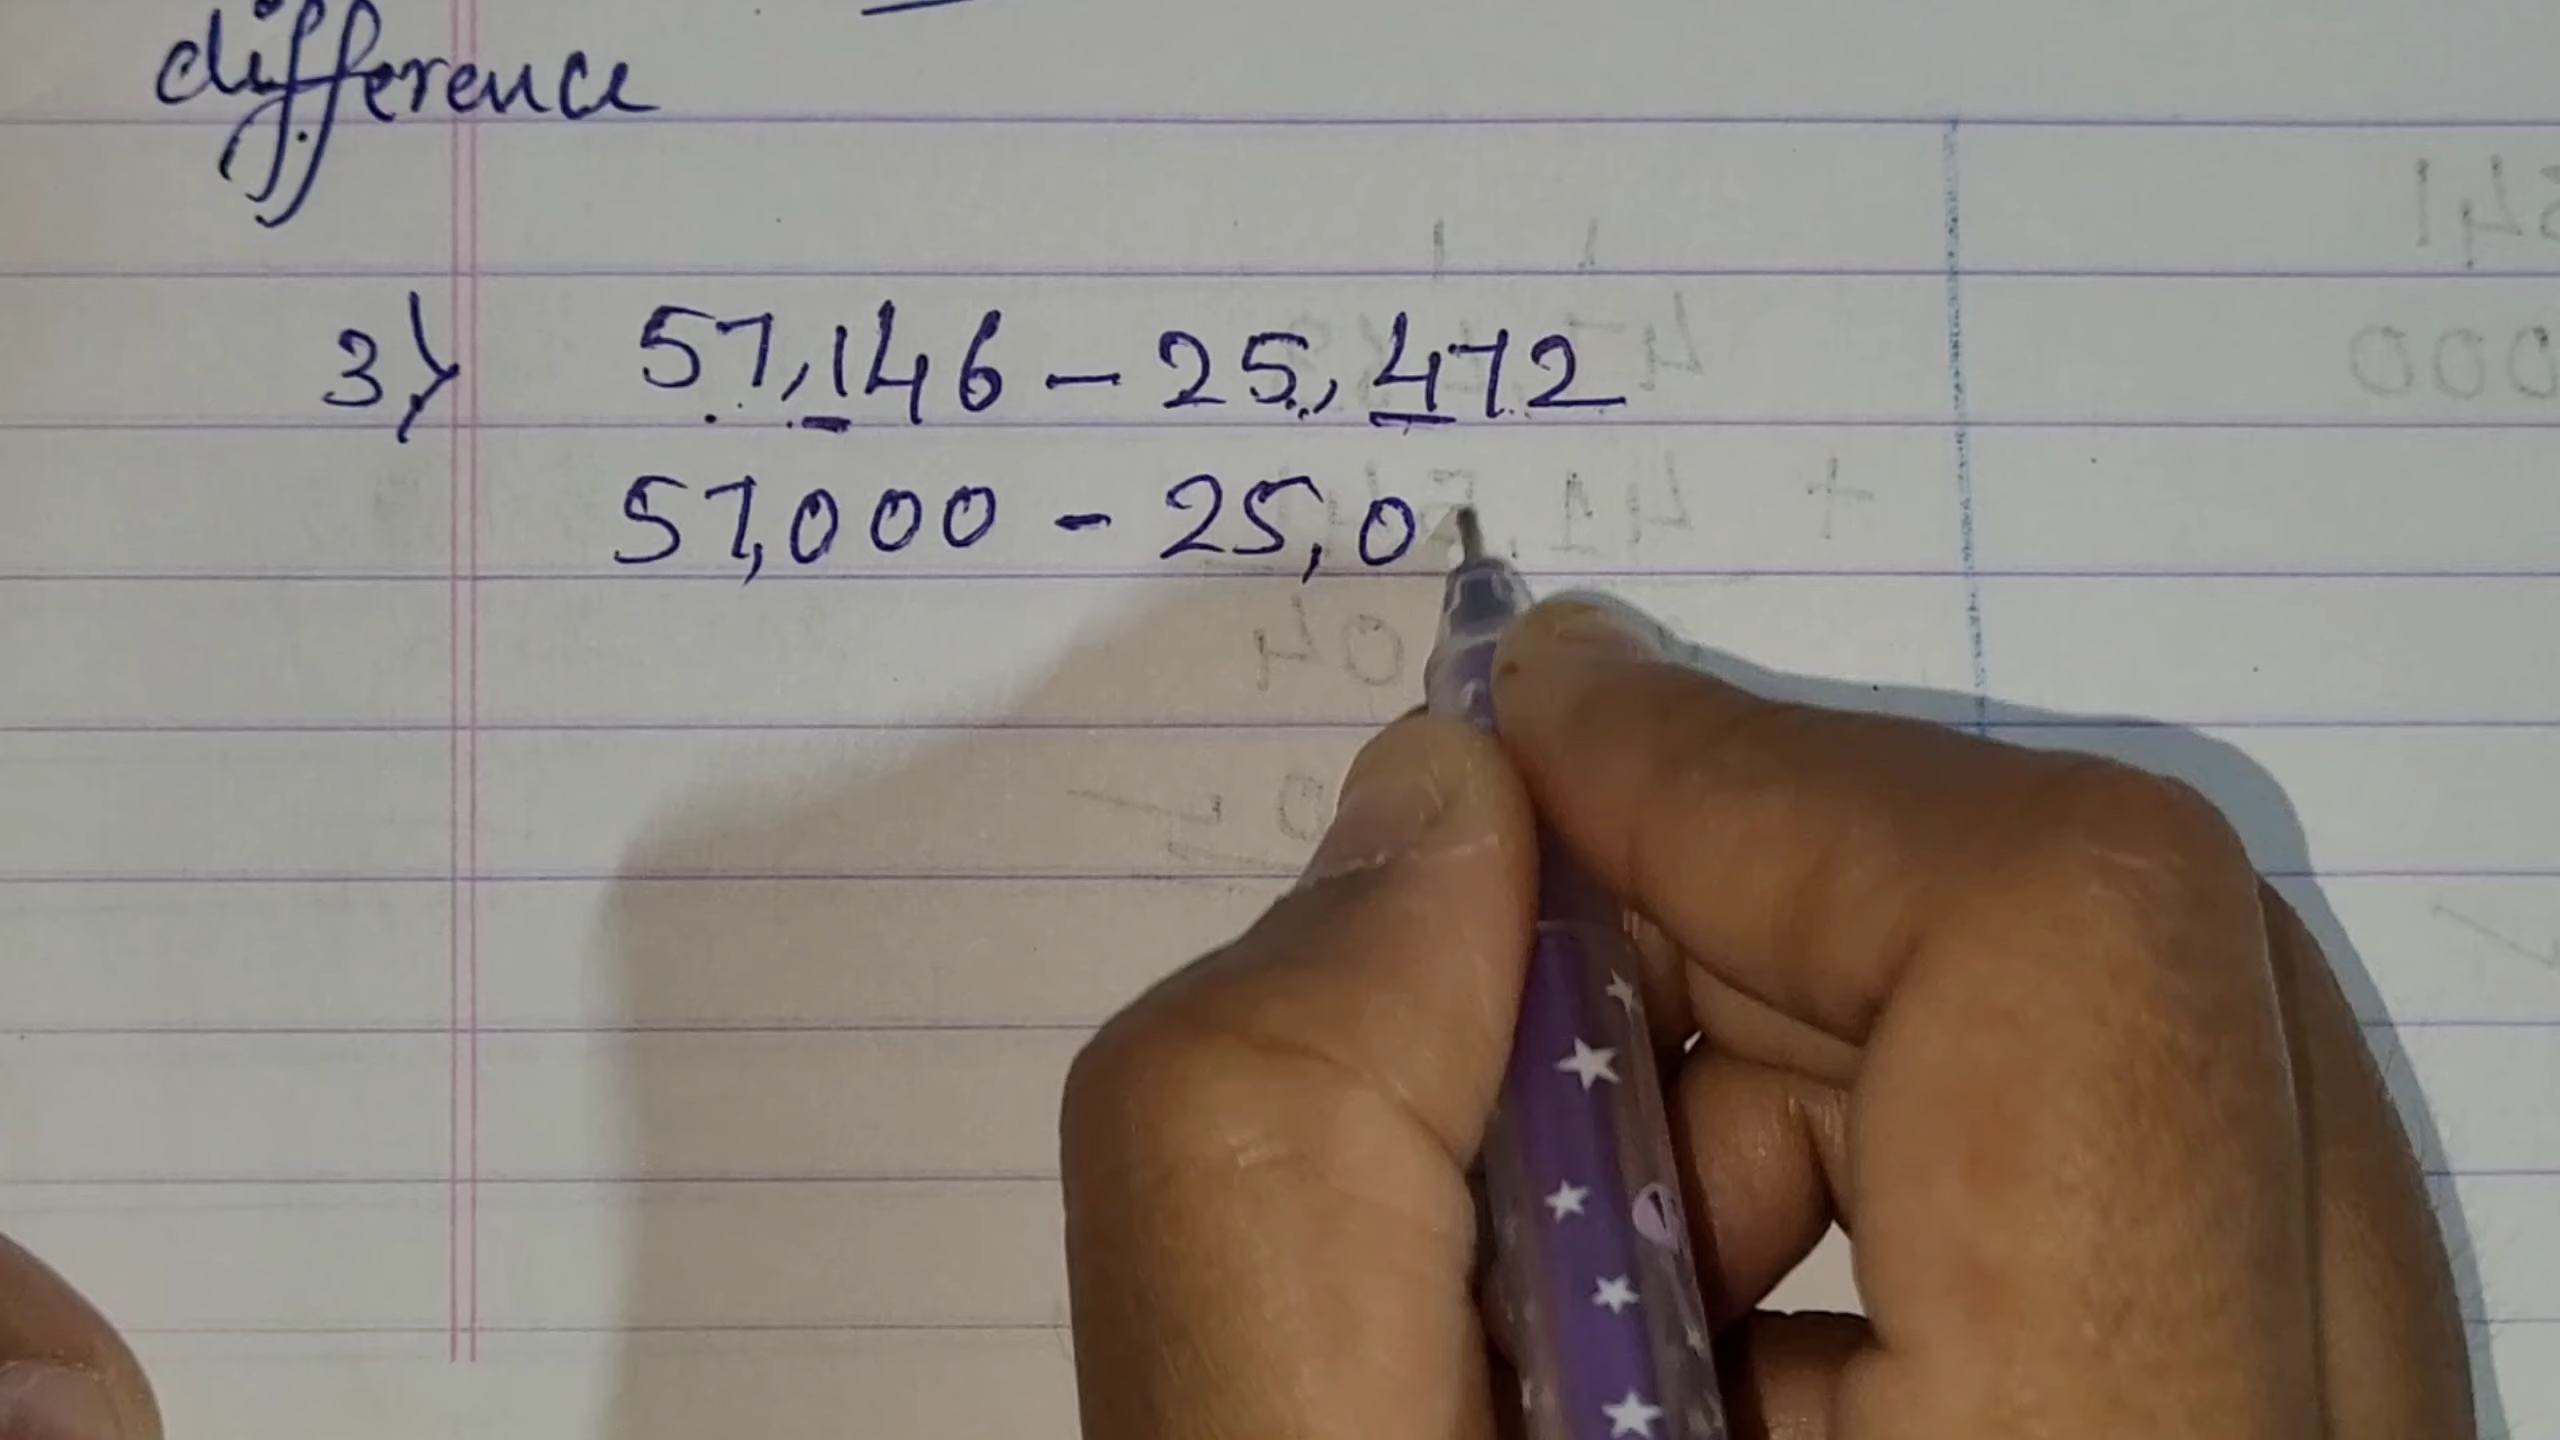 difference
3) 57,146 - 25,472
57,000 - 25,0